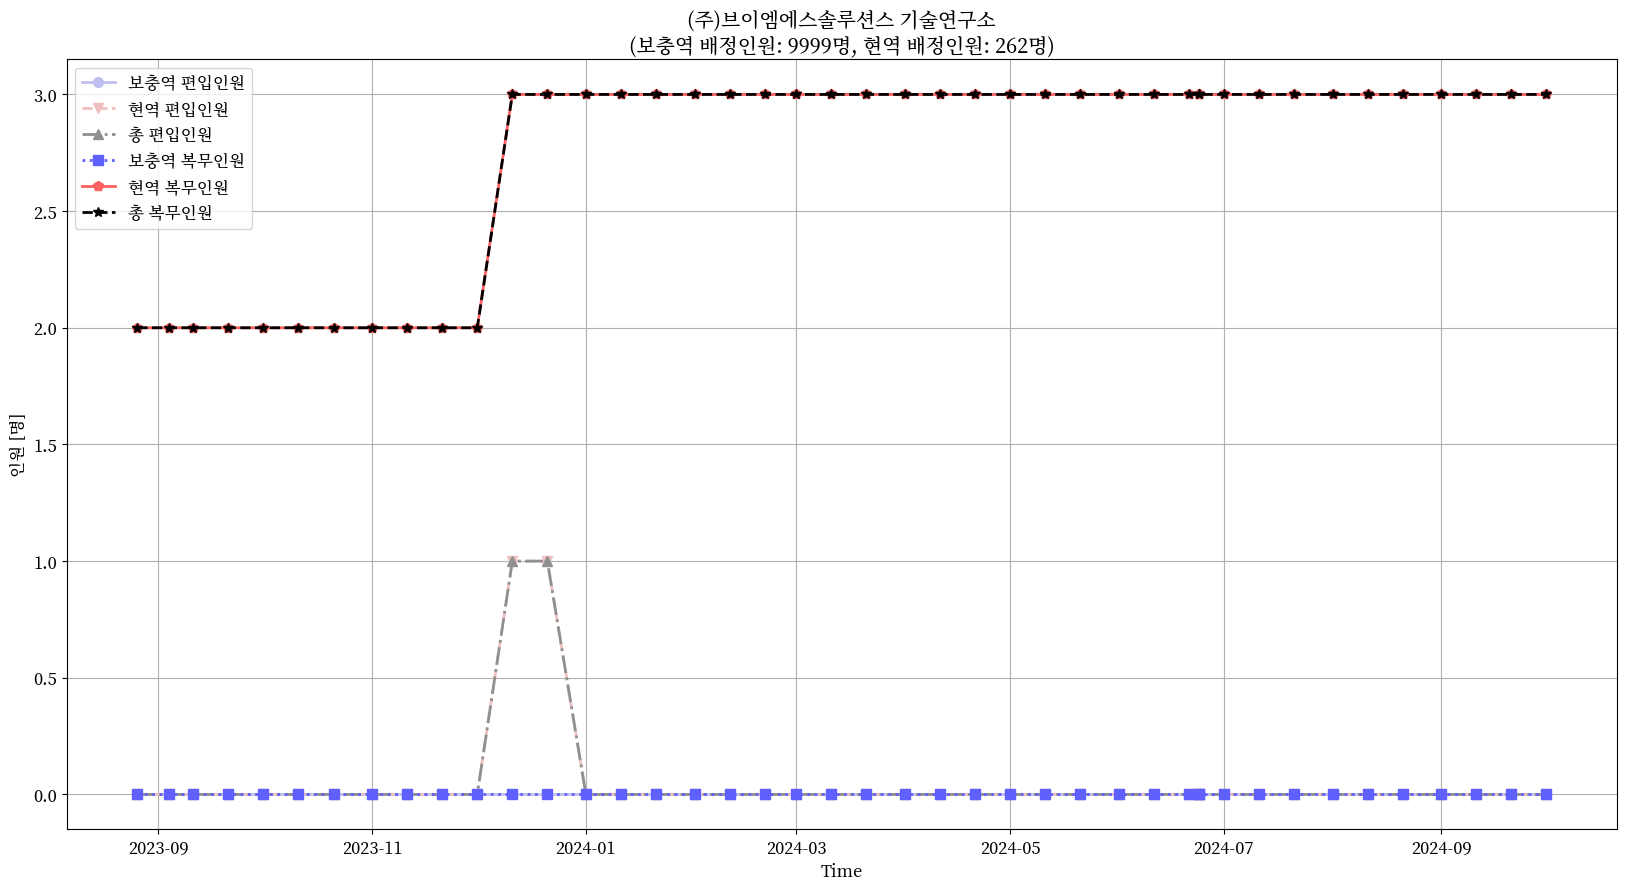 (주)브이엠에스솔루션스 기술연구소
(보충역 배정인원: 9999명, 현역 배정인원: 262명)
보충역 편입인원
현역 편입인원
총 편입인원
보충역 복무인원
현역 복무인원
총 복무인원
3.0
2.5
2.0
1.5
1.0
0.5
0.0
인원 [명]
2023-09 2023-11 2024-01 2024-03 2024-05 2024-07 2024-09
Time